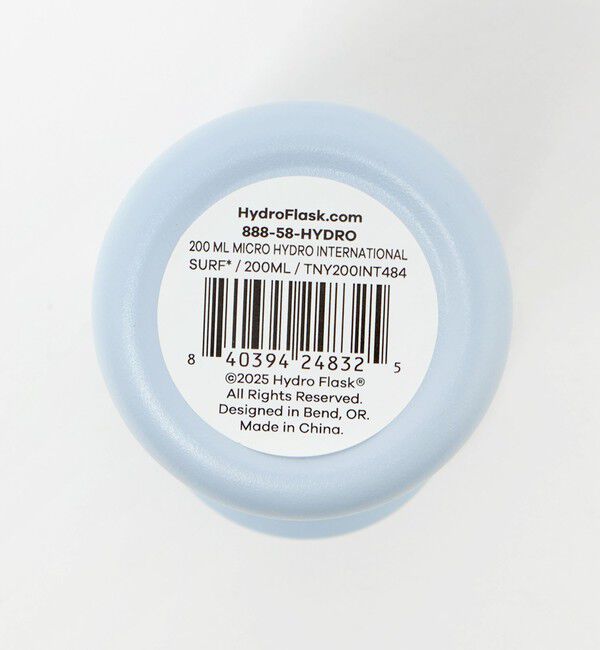 HydroFlask.com
888-58-HYDRO
200 ML MICRO HYDRO INTERNATIONAL
SURF* / 200ML / TNY200INT484
8 40394 24832 5
©2025 Hydro Flask®
All Rights Reserved.
Designed in Bend, OR.
Made in China.